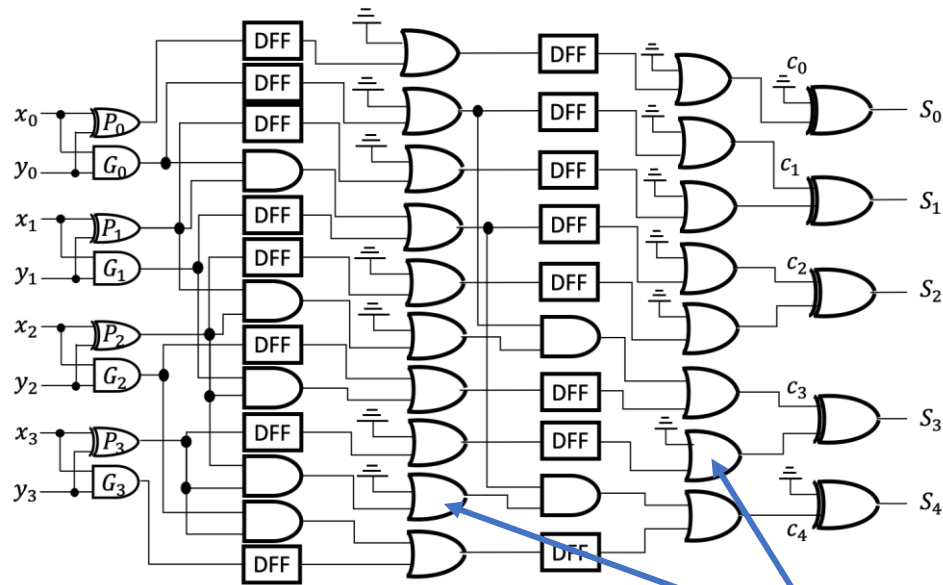 DFF
DFF
DFF
DFF
c₀
x₀
P₀
S₀
y₀
G₀
DFF
DFF
c₁
DFF
x₁
P₁
DFF
DFF
S₁
y₁
G₁
DFF
DFF
c₂
S₂
x₂
P₂
DFF
y₂
G₂
DFF
c₃
x₃
P₃
DFF
DFF
S₃
y₃
G₃
S₄
DFF
DFF
c₄